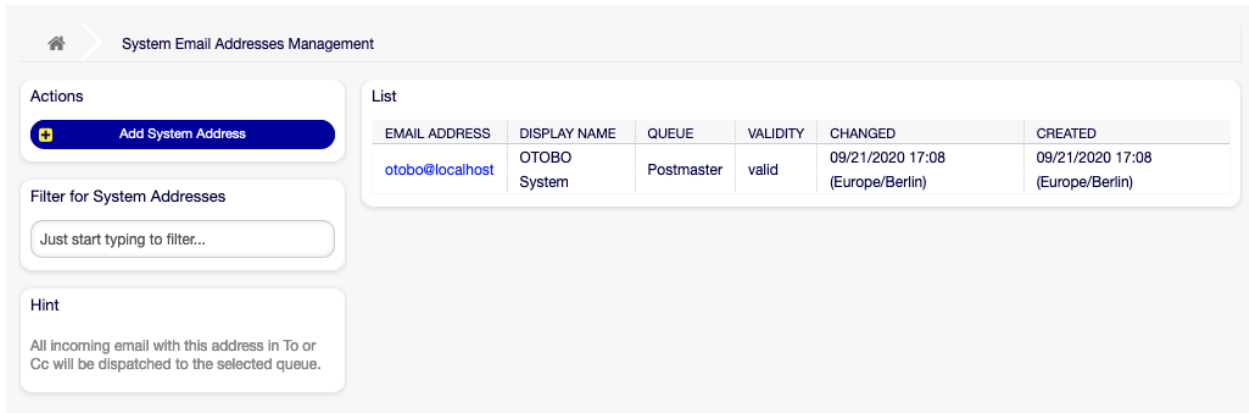 System Email Addresses Management
Actions
Add System Address
Filter for System Addresses
Just start typing to filter...
Hint
All incoming email with this address in To or
Cc will be dispatched to the selected queue.
List
EMAIL ADDRESS DISPLAY NAME QUEUE VALIDITY CHANGED CREATED
otobo@localhost OTOBO System Postmaster valid 09/21/2020 17:08 (Europe/Berlin) 09/21/2020 17:08 (Europe/Berlin)